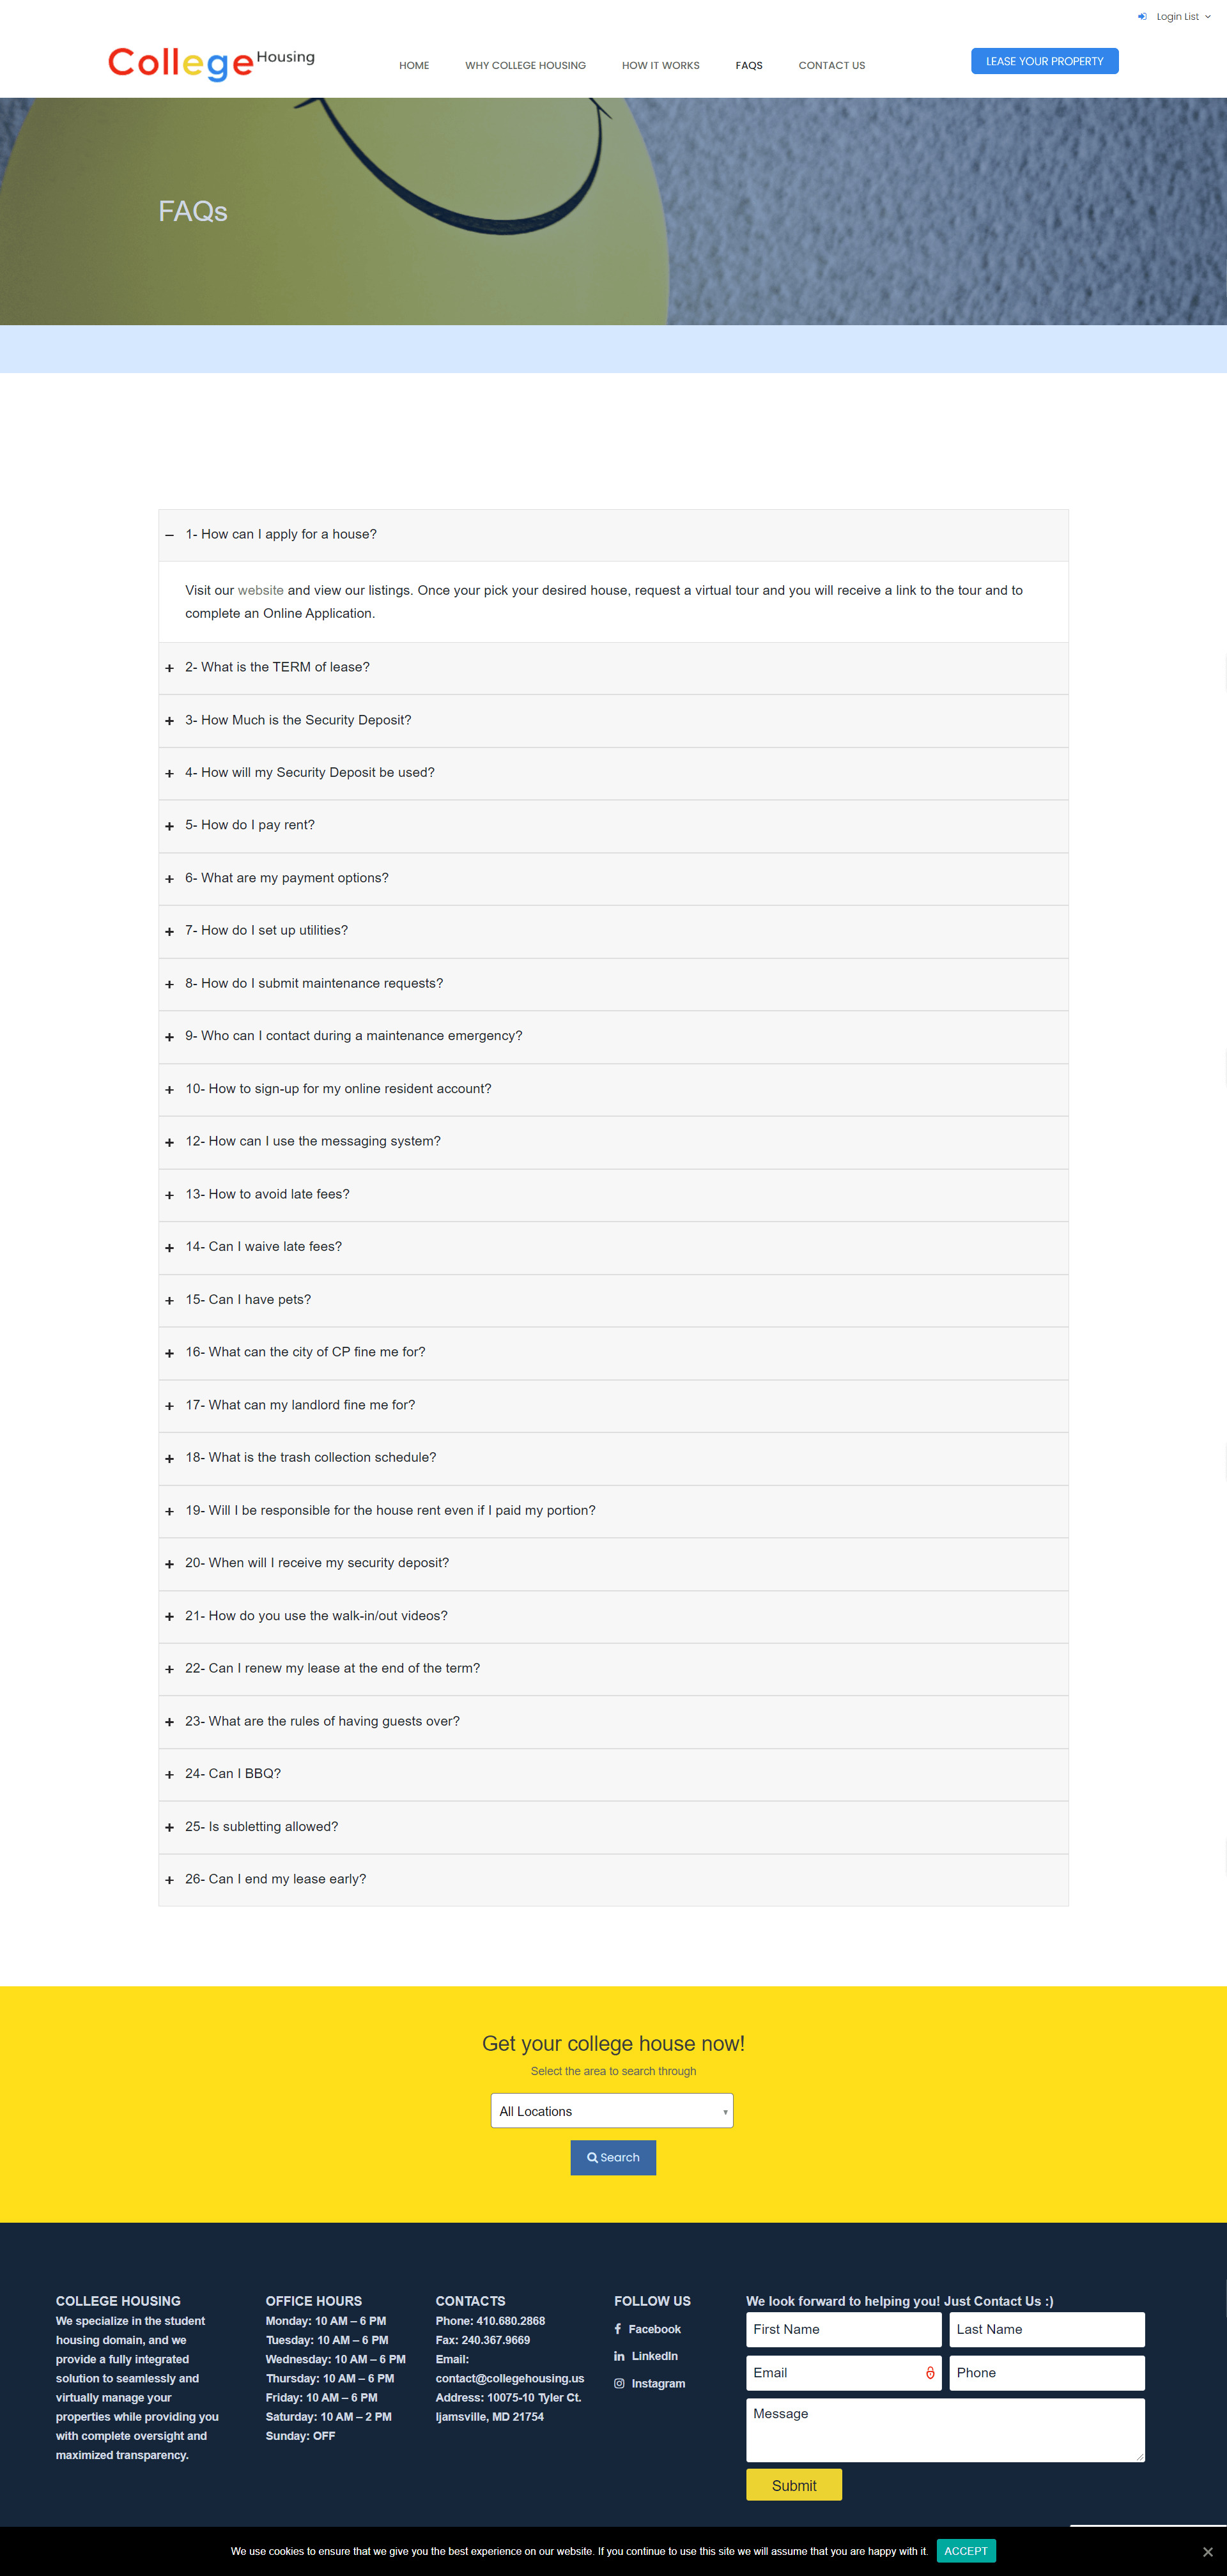 Login List
College Housing
HOME
WHY COLLEGE HOUSING
HOW IT WORKS
FAQS
CONTACT US
LEASE YOUR PROPERTY
FAQs
1- How can I apply for a house?
Visit our website and view our listings. Once your pick your desired house, request a virtual tour and you will receive a link to the tour and to
complete an Online Application.
2- What is the TERM of lease?
3- How Much is the Security Deposit?
4- How will my Security Deposit be used?
5- How do I pay rent?
6- What are my payment options?
7- How do I set up utilities?
8- How do I submit maintenance requests?
9- Who can I contact during a maintenance emergency?
10- How to sign-up for my online resident account?
12- How can I use the messaging system?
13- How to avoid late fees?
14- Can I waive late fees?
15- Can I have pets?
16- What can the city of CP fine me for?
17- What can my landlord fine me for?
18- What is the trash collection schedule?
19- Will I be responsible for the house rent even if I paid my portion?
20- When will I receive my security deposit?
21- How do you use the walk-in/out videos?
22- Can I renew my lease at the end of the term?
23- What are the rules of having guests over?
24- Can I BBQ?
25- Is subletting allowed?
26- Can I end my lease early?
Get your college house now!
Select the area to search through
All Locations
Search
COLLEGE HOUSING
We specialize in the student
housing domain, and we
provide a fully integrated
solution to seamlessly and
virtually manage your
properties while providing you
with complete oversight and
maximized transparency.
OFFICE HOURS
Monday: 10 AM – 6 PM
Tuesday: 10 AM – 6 PM
Wednesday: 10 AM – 6 PM
Thursday: 10 AM – 6 PM
Friday: 10 AM – 6 PM
Saturday: 10 AM – 2 PM
Sunday: OFF
CONTACTS
Phone: 410.680.2868
Fax: 240.367.9669
Email:
contact@collegehousing.us
Address: 10075-10 Tyler Ct.
Ijamsville, MD 21754
FOLLOW US
Facebook
LinkedIn
Instagram
We look forward to helping you! Just Contact Us :)
First Name
Last Name
Email
Phone
Message
Submit
We use cookies to ensure that we give you the best experience on our website. If you continue to use this site we will assume that you are happy with it.
ACCEPT